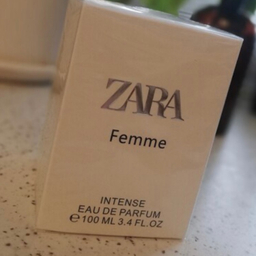 ZARA
Femme
INTENSE
EAU DE PARFUM
℮ 100 ML 3.4 FL.OZ